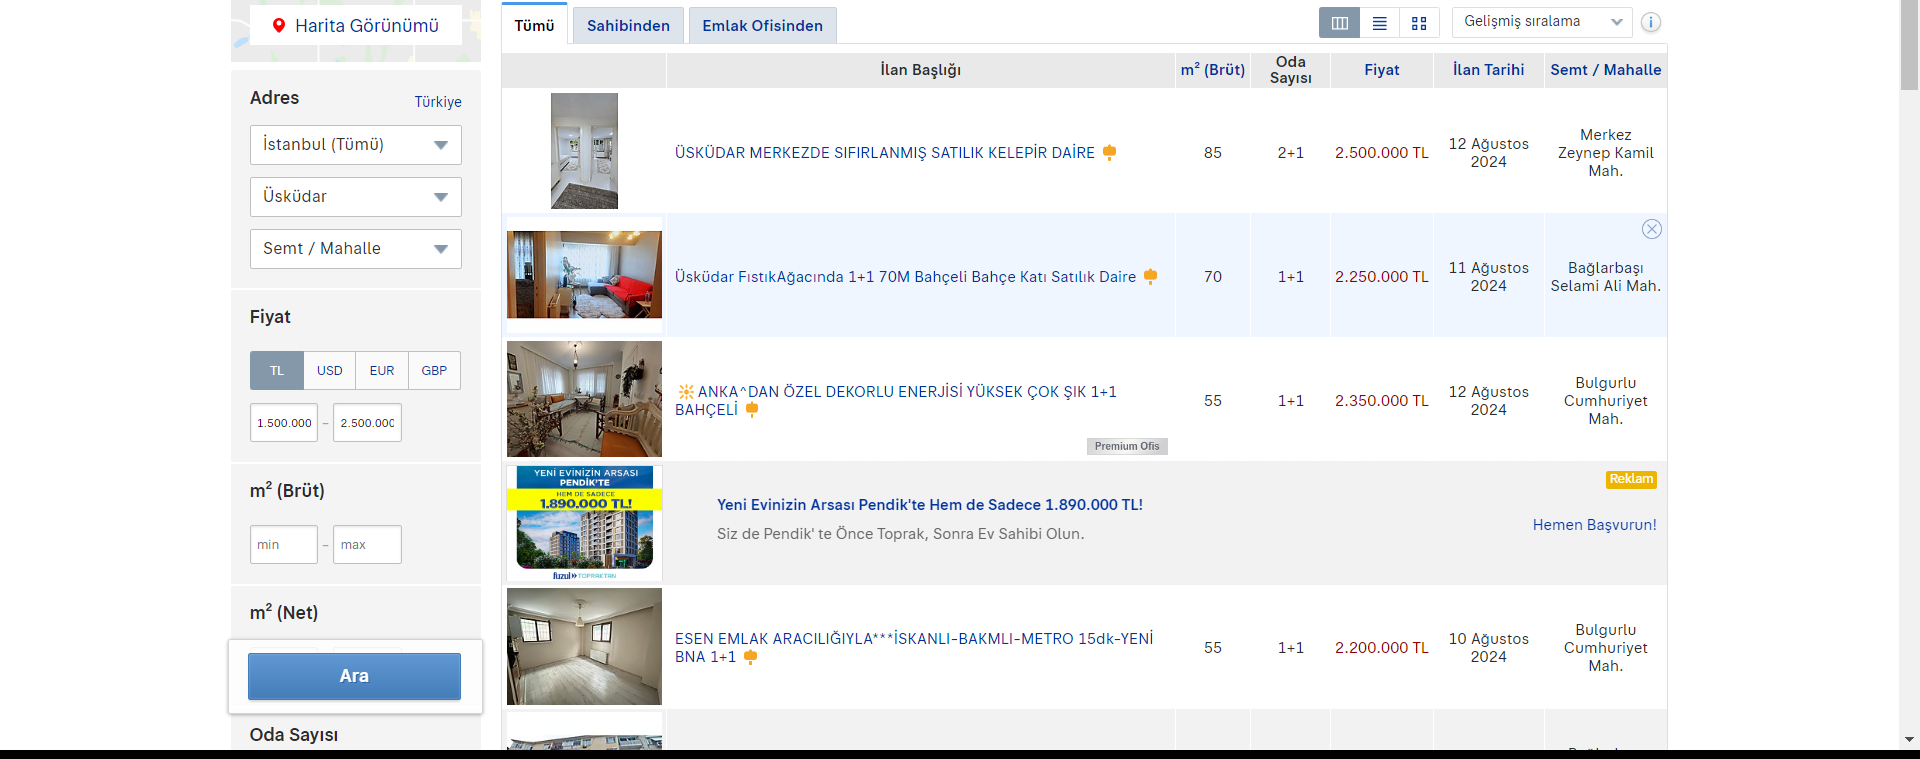 Harita Görünümü
Adres
Türkiye
İstanbul (Tümü)
Üsküdar
Semt / Mahalle
Fiyat
TL
USD
EUR
GBP
1.500.000
–
2.500.000
m² (Brüt)
min
–
max
m² (Net)
Ara
Oda Sayısı
Tümü
Sahibinden
Emlak Ofisinden
Gelişmiş sıralama
İlan Başlığı
m² (Brüt)
Oda
Sayısı
Fiyat
İlan Tarihi
Semt / Mahalle
ÜSKÜDAR MERKEZDE SIFIRLANMIŞ SATILIK KELEPİR DAİRE
85
2+1
2.500.000 TL
12 Ağustos
2024
Merkez
Zeynep Kamil
Mah.
Üsküdar FıstıkAğacında 1+1 70M Bahçeli Bahçe Katı Satılık Daire
70
1+1
2.250.000 TL
11 Ağustos
2024
Bağlarbaşı
Selami Ali Mah.
ANKA^DAN ÖZEL DEKORLU ENERJİSİ YÜKSEK ÇOK ŞIK 1+1
BAHÇELİ
Premium Ofis
55
1+1
2.350.000 TL
12 Ağustos
2024
Bulgurlu
Cumhuriyet
Mah.
YENİ EVİNİZİN ARSASI
PENDİK'TE
HEM DE SADECE
1.890.000 TL!
fuzul TOPRAKTAN
Yeni Evinizin Arsası Pendik'te Hem de Sadece 1.890.000 TL!
Siz de Pendik' te Önce Toprak, Sonra Ev Sahibi Olun.
Reklam
Hemen Başvurun!
ESEN EMLAK ARACILIĞIYLA***İSKANLI-BAKMLI-METRO 15dk-YENİ
BNA 1+1
55
1+1
2.200.000 TL
10 Ağustos
2024
Bulgurlu
Cumhuriyet
Mah.